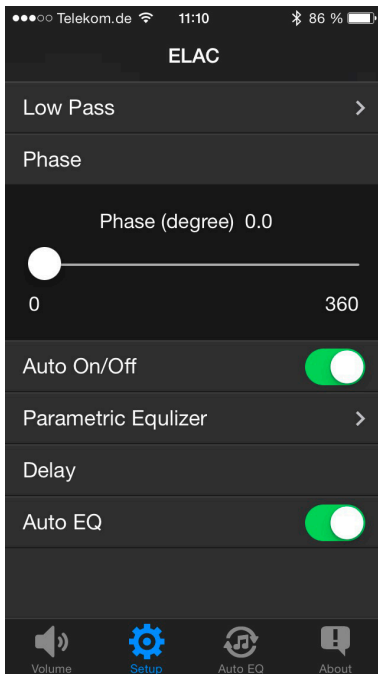 Telekom.de 11:10 86 %
ELAC
Low Pass
Phase
Phase (degree) 0.0
0 360
Auto On/Off
Parametric Equlizer
Delay
Auto EQ
Volume Setup Auto EQ About